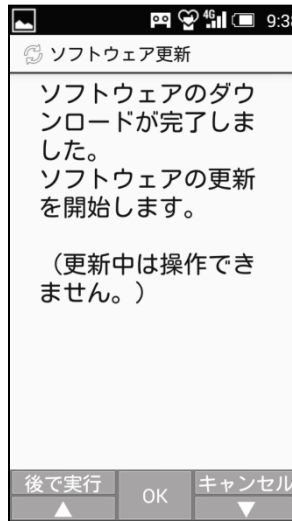 4G 9:38
ソフトウェア更新
ソフトウェアのダウ
ンロードが完了しま
した。
ソフトウェアの更新
を開始します。
（更新中は操作でき
ません。）
後で実行 OK キャンセル
▲ ▼